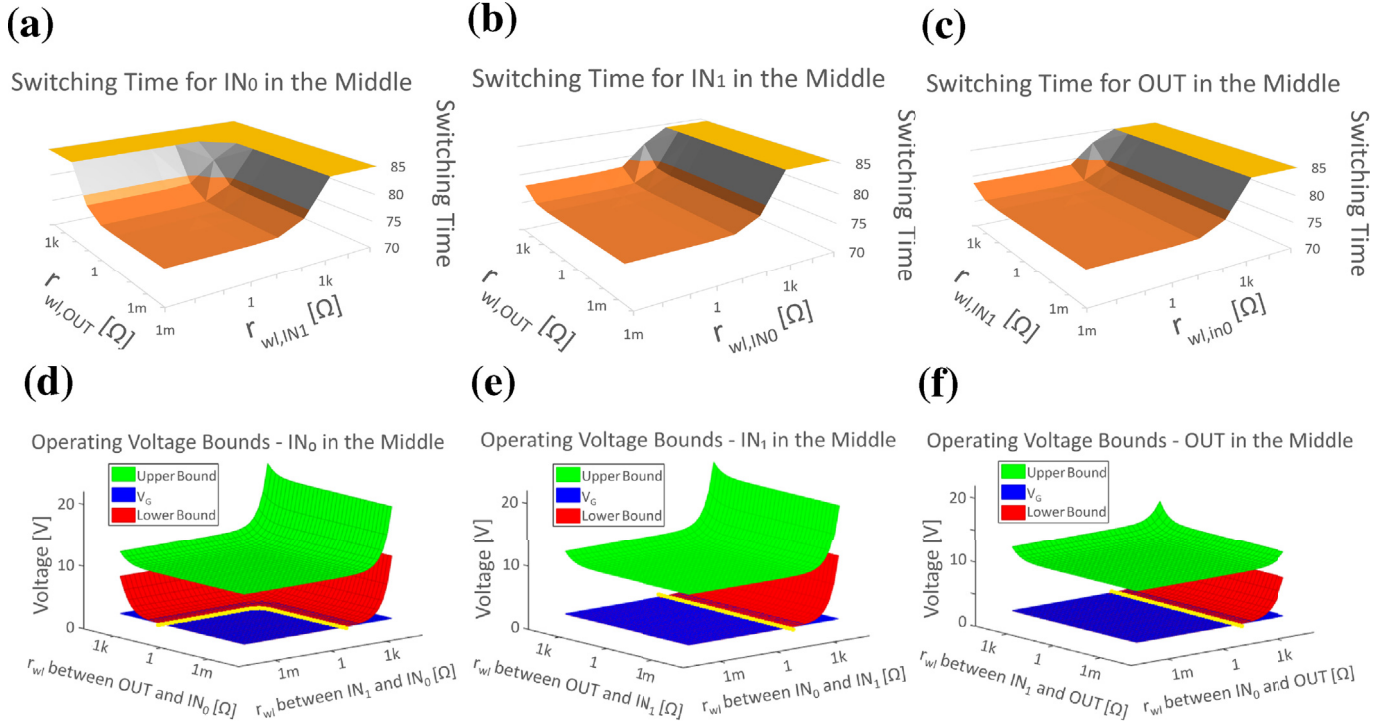 (a)
Switching Time for IN0 in the Middle
85
80
75
70
Switching Time
1k
1
1m
r wl,OUT [Ω]
1m
1
1k
r wl,IN1 [Ω]
(b)
Switching Time for IN1 in the Middle
85
80
75
70
Switching Time
1k
1
1m
r wl,OUT [Ω]
1m
1
1k
r wl,IN0 [Ω]
(c)
Switching Time for OUT in the Middle
85
80
75
70
Switching Time
1k
1
1m
r wl,IN1 [Ω]
1m
1
1k
r wl,in0 [Ω]
(d)
Operating Voltage Bounds - IN0 in the Middle
Upper Bound
VG
Lower Bound
Voltage [V]
20
10
0
1k
1
1m
rwl between OUT and IN0 [Ω]
1m
1
1k
rwl between IN1 and IN0 [Ω]
(e)
Operating Voltage Bounds - IN1 in the Middle
Upper Bound
VG
Lower Bound
Voltage [V]
20
10
0
1k
1
1m
rwl between OUT and IN1 [Ω]
1m
1
1k
rwl between IN0 and IN1 [Ω]
(f)
Operating Voltage Bounds - OUT in the Middle
Upper Bound
VG
Lower Bound
Voltage [V]
20
10
0
1k
1
1m
rwl between IN1 and OUT [Ω]
1m
1
1k
rwl between IN0 and OUT [Ω]